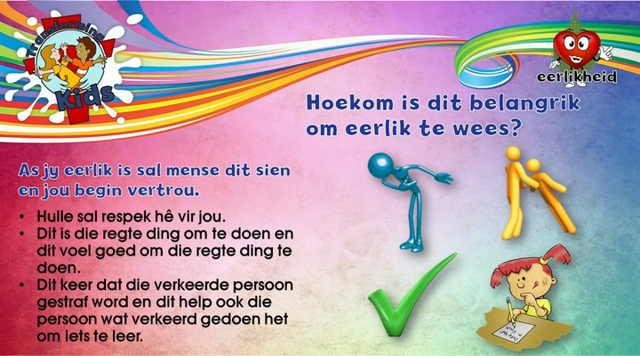 Transforming
Kids
eerlikheid
Hoekom is dit belangrik
om eerlik te wees?
As jy eerlik is sal mense dit sien
en jou begin vertrou.
• Hulle sal respek hê vir jou.
• Dit is die regte ding om te doen en
dit voel goed om die regte ding te
doen.
• Dit keer dat die verkeerde persoon
gestraf word en dit help ook die
persoon wat verkeerd gedoen het
om iets te leer.